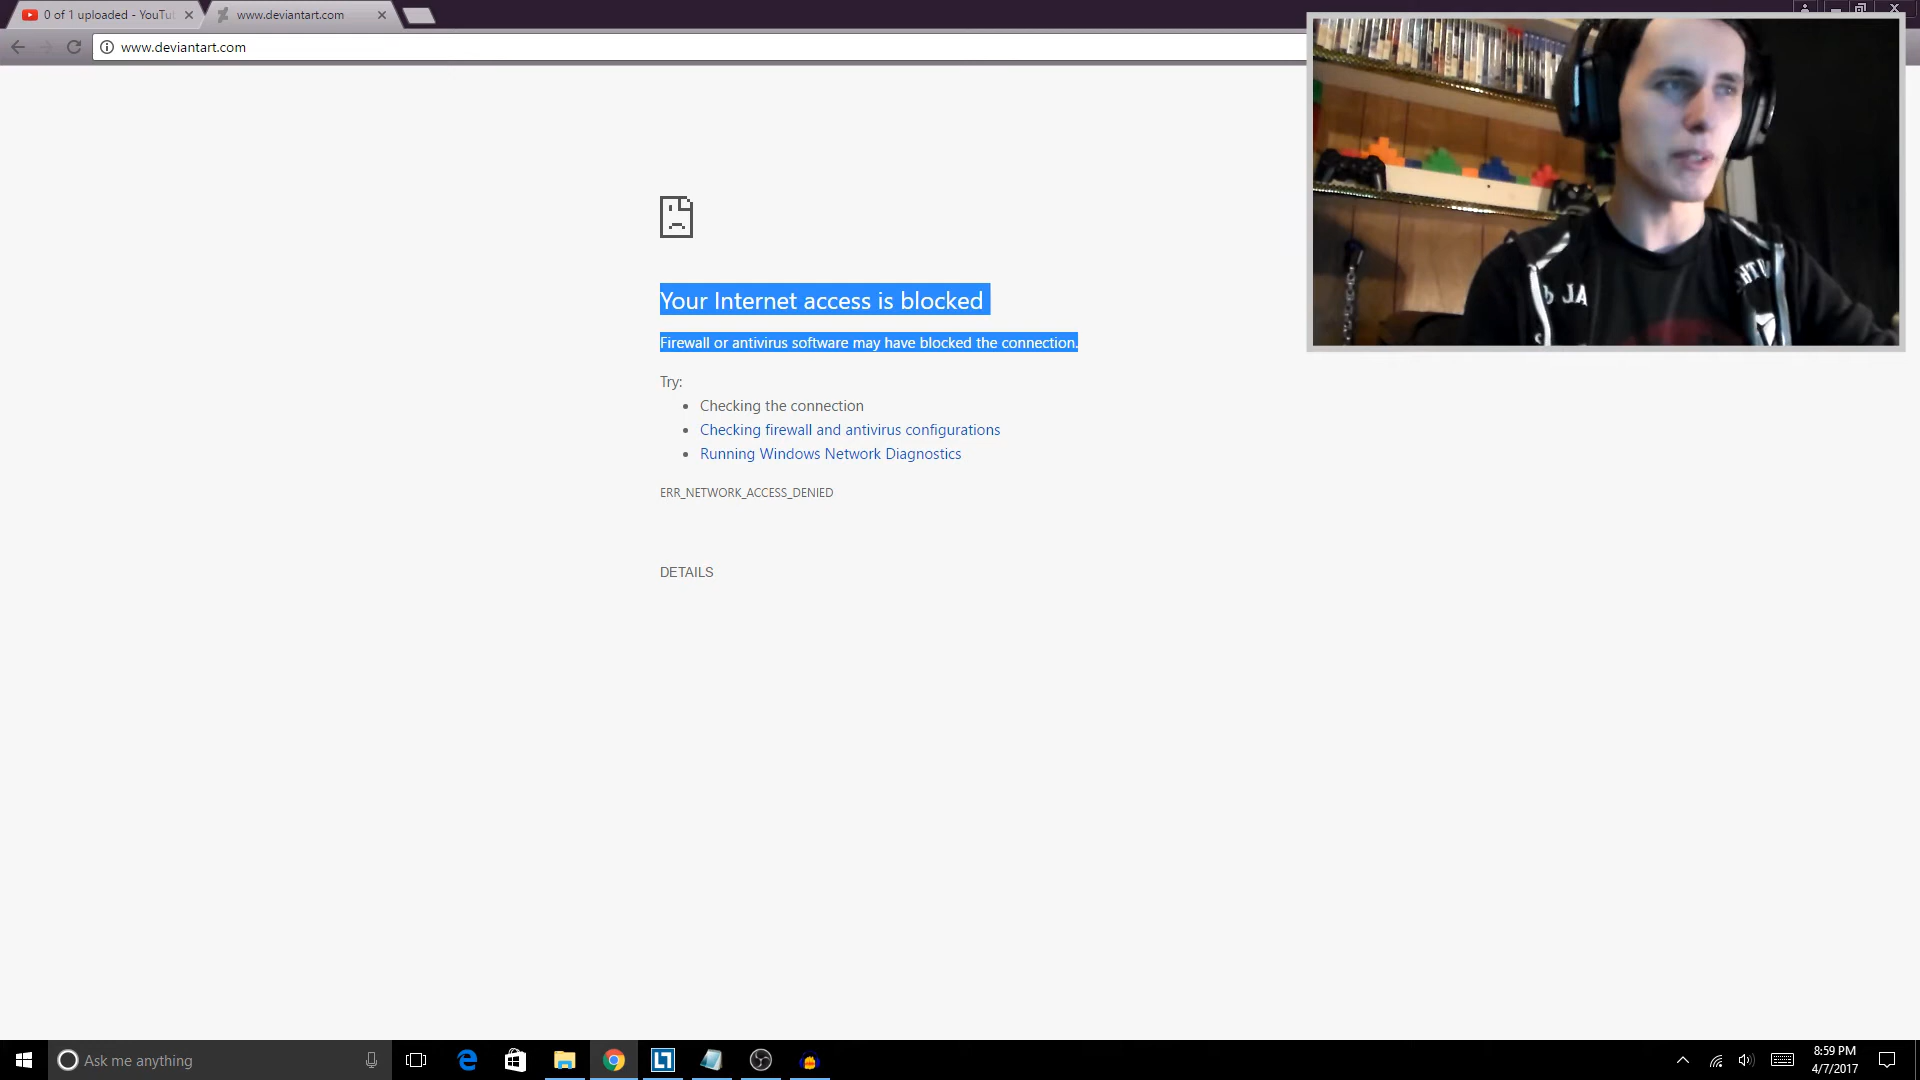 0 of 1 uploaded - YouTu
www.deviantart.com
www.deviantart.com
Your Internet access is blocked
Firewall or antivirus software may have blocked the connection.
Try:
Checking the connection
Checking firewall and antivirus configurations
Running Windows Network Diagnostics
ERR_NETWORK_ACCESS_DENIED
DETAILS
Ask me anything
8:59 PM
4/7/2017